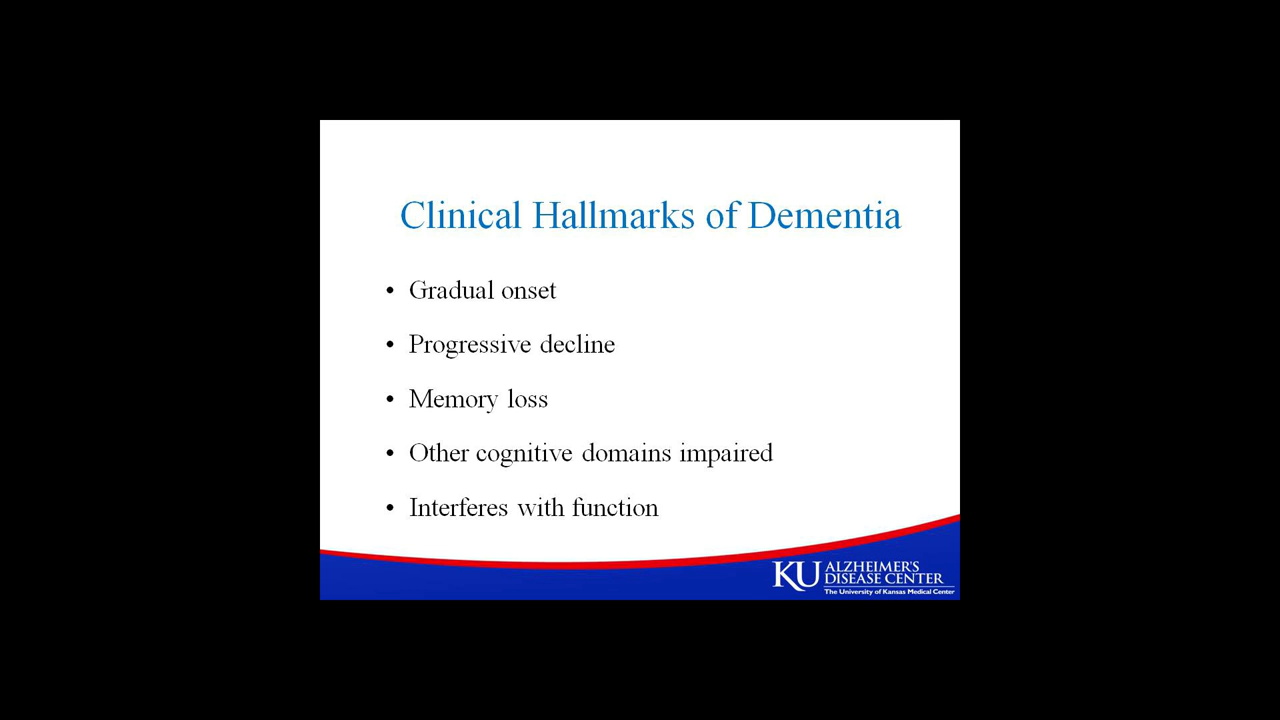 Clinical Hallmarks of Dementia
• Gradual onset
• Progressive decline
• Memory loss
• Other cognitive domains impaired
• Interferes with function
KU ALZHEIMER'S
DISEASE CENTER
The University of Kansas Medical Center